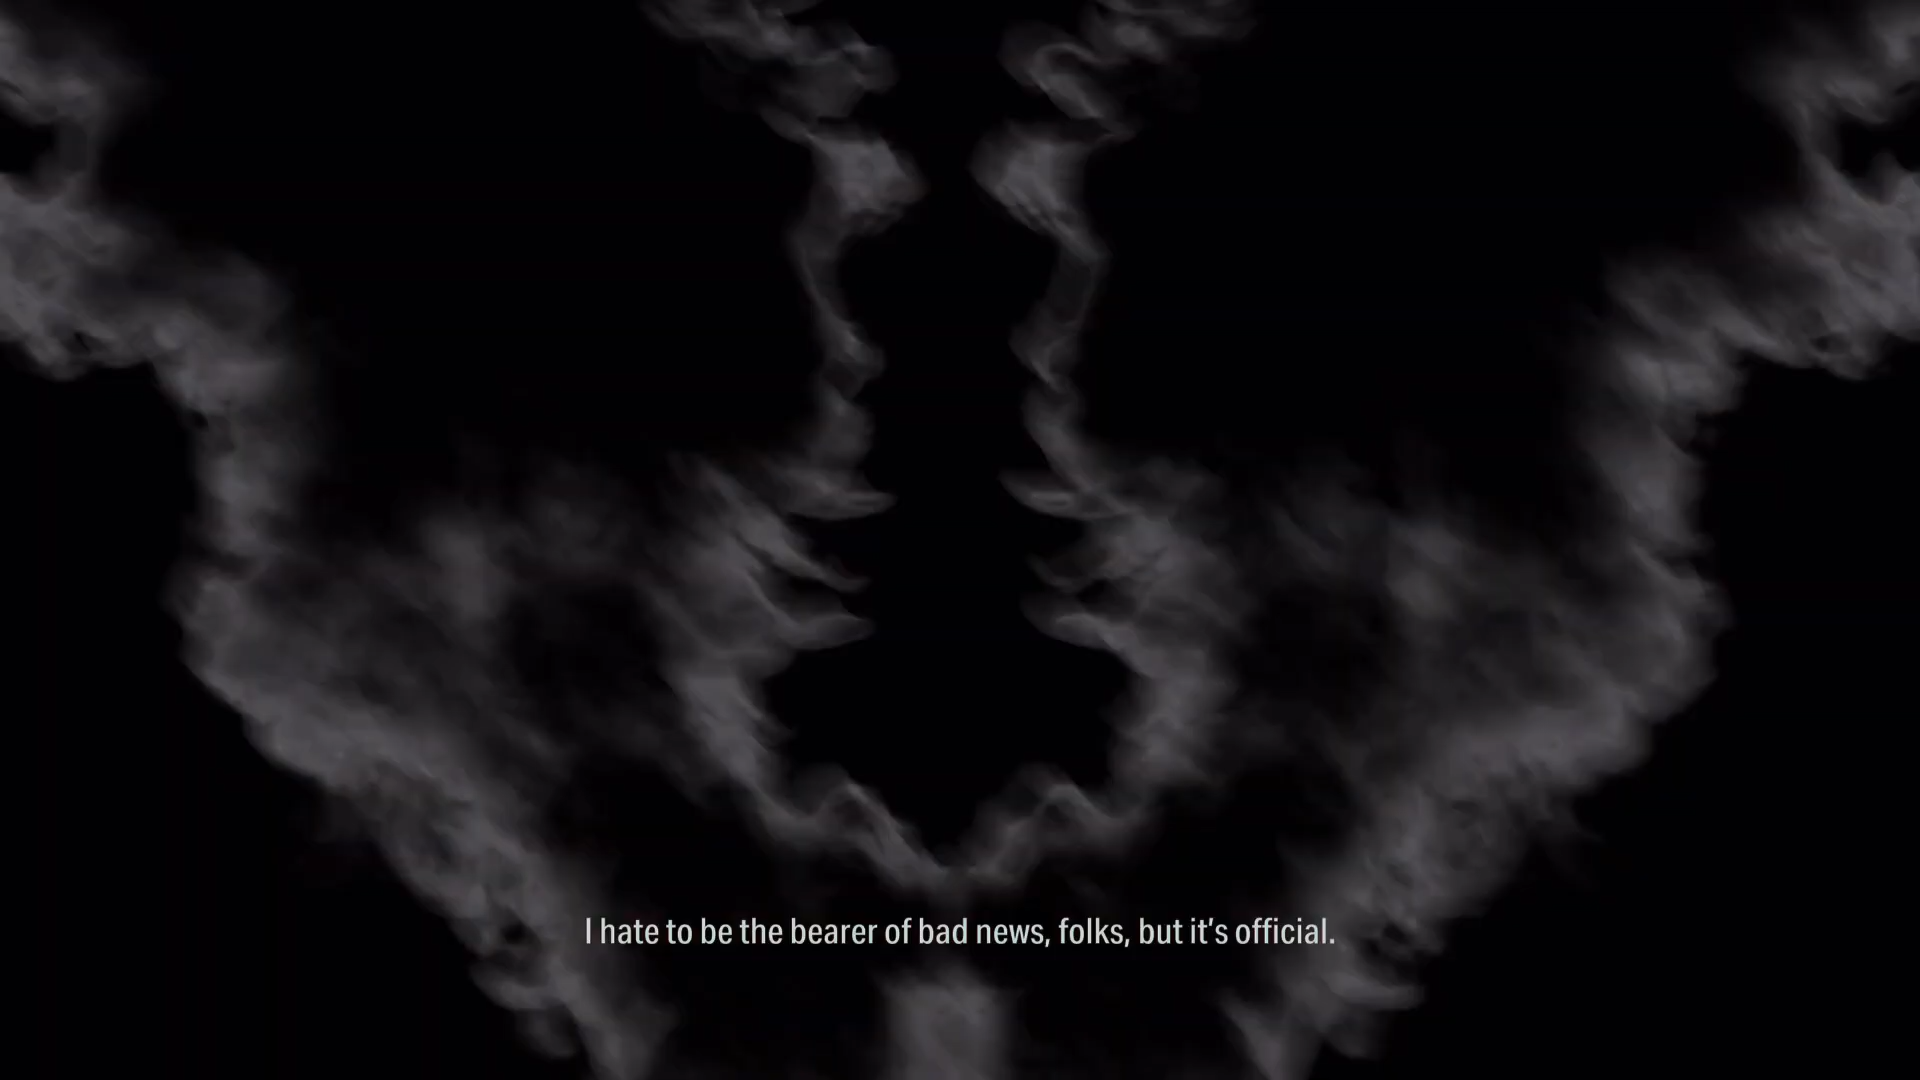 I hate to be the bearer of bad news, folks, but it’s official.